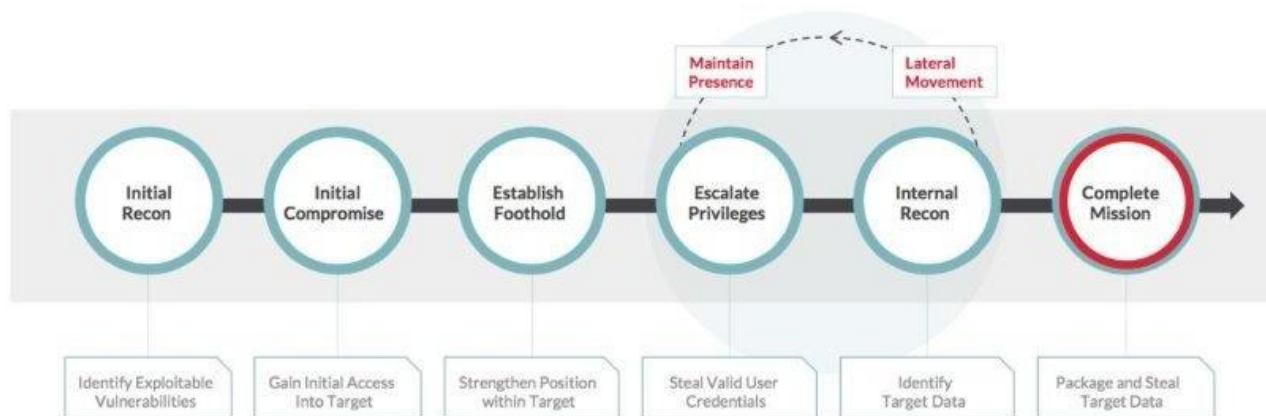 Maintain
Presence
Lateral
Movement
Initial
Recon
Initial
Compromise
Establish
Foothold
Escalate
Privileges
Internal
Recon
Complete
Mission
Identify Exploitable
Vulnerabilities
Gain Initial Access
Into Target
Strengthen Position
within Target
Steal Valid User
Credentials
Identify
Target Data
Package and Steal
Target Data